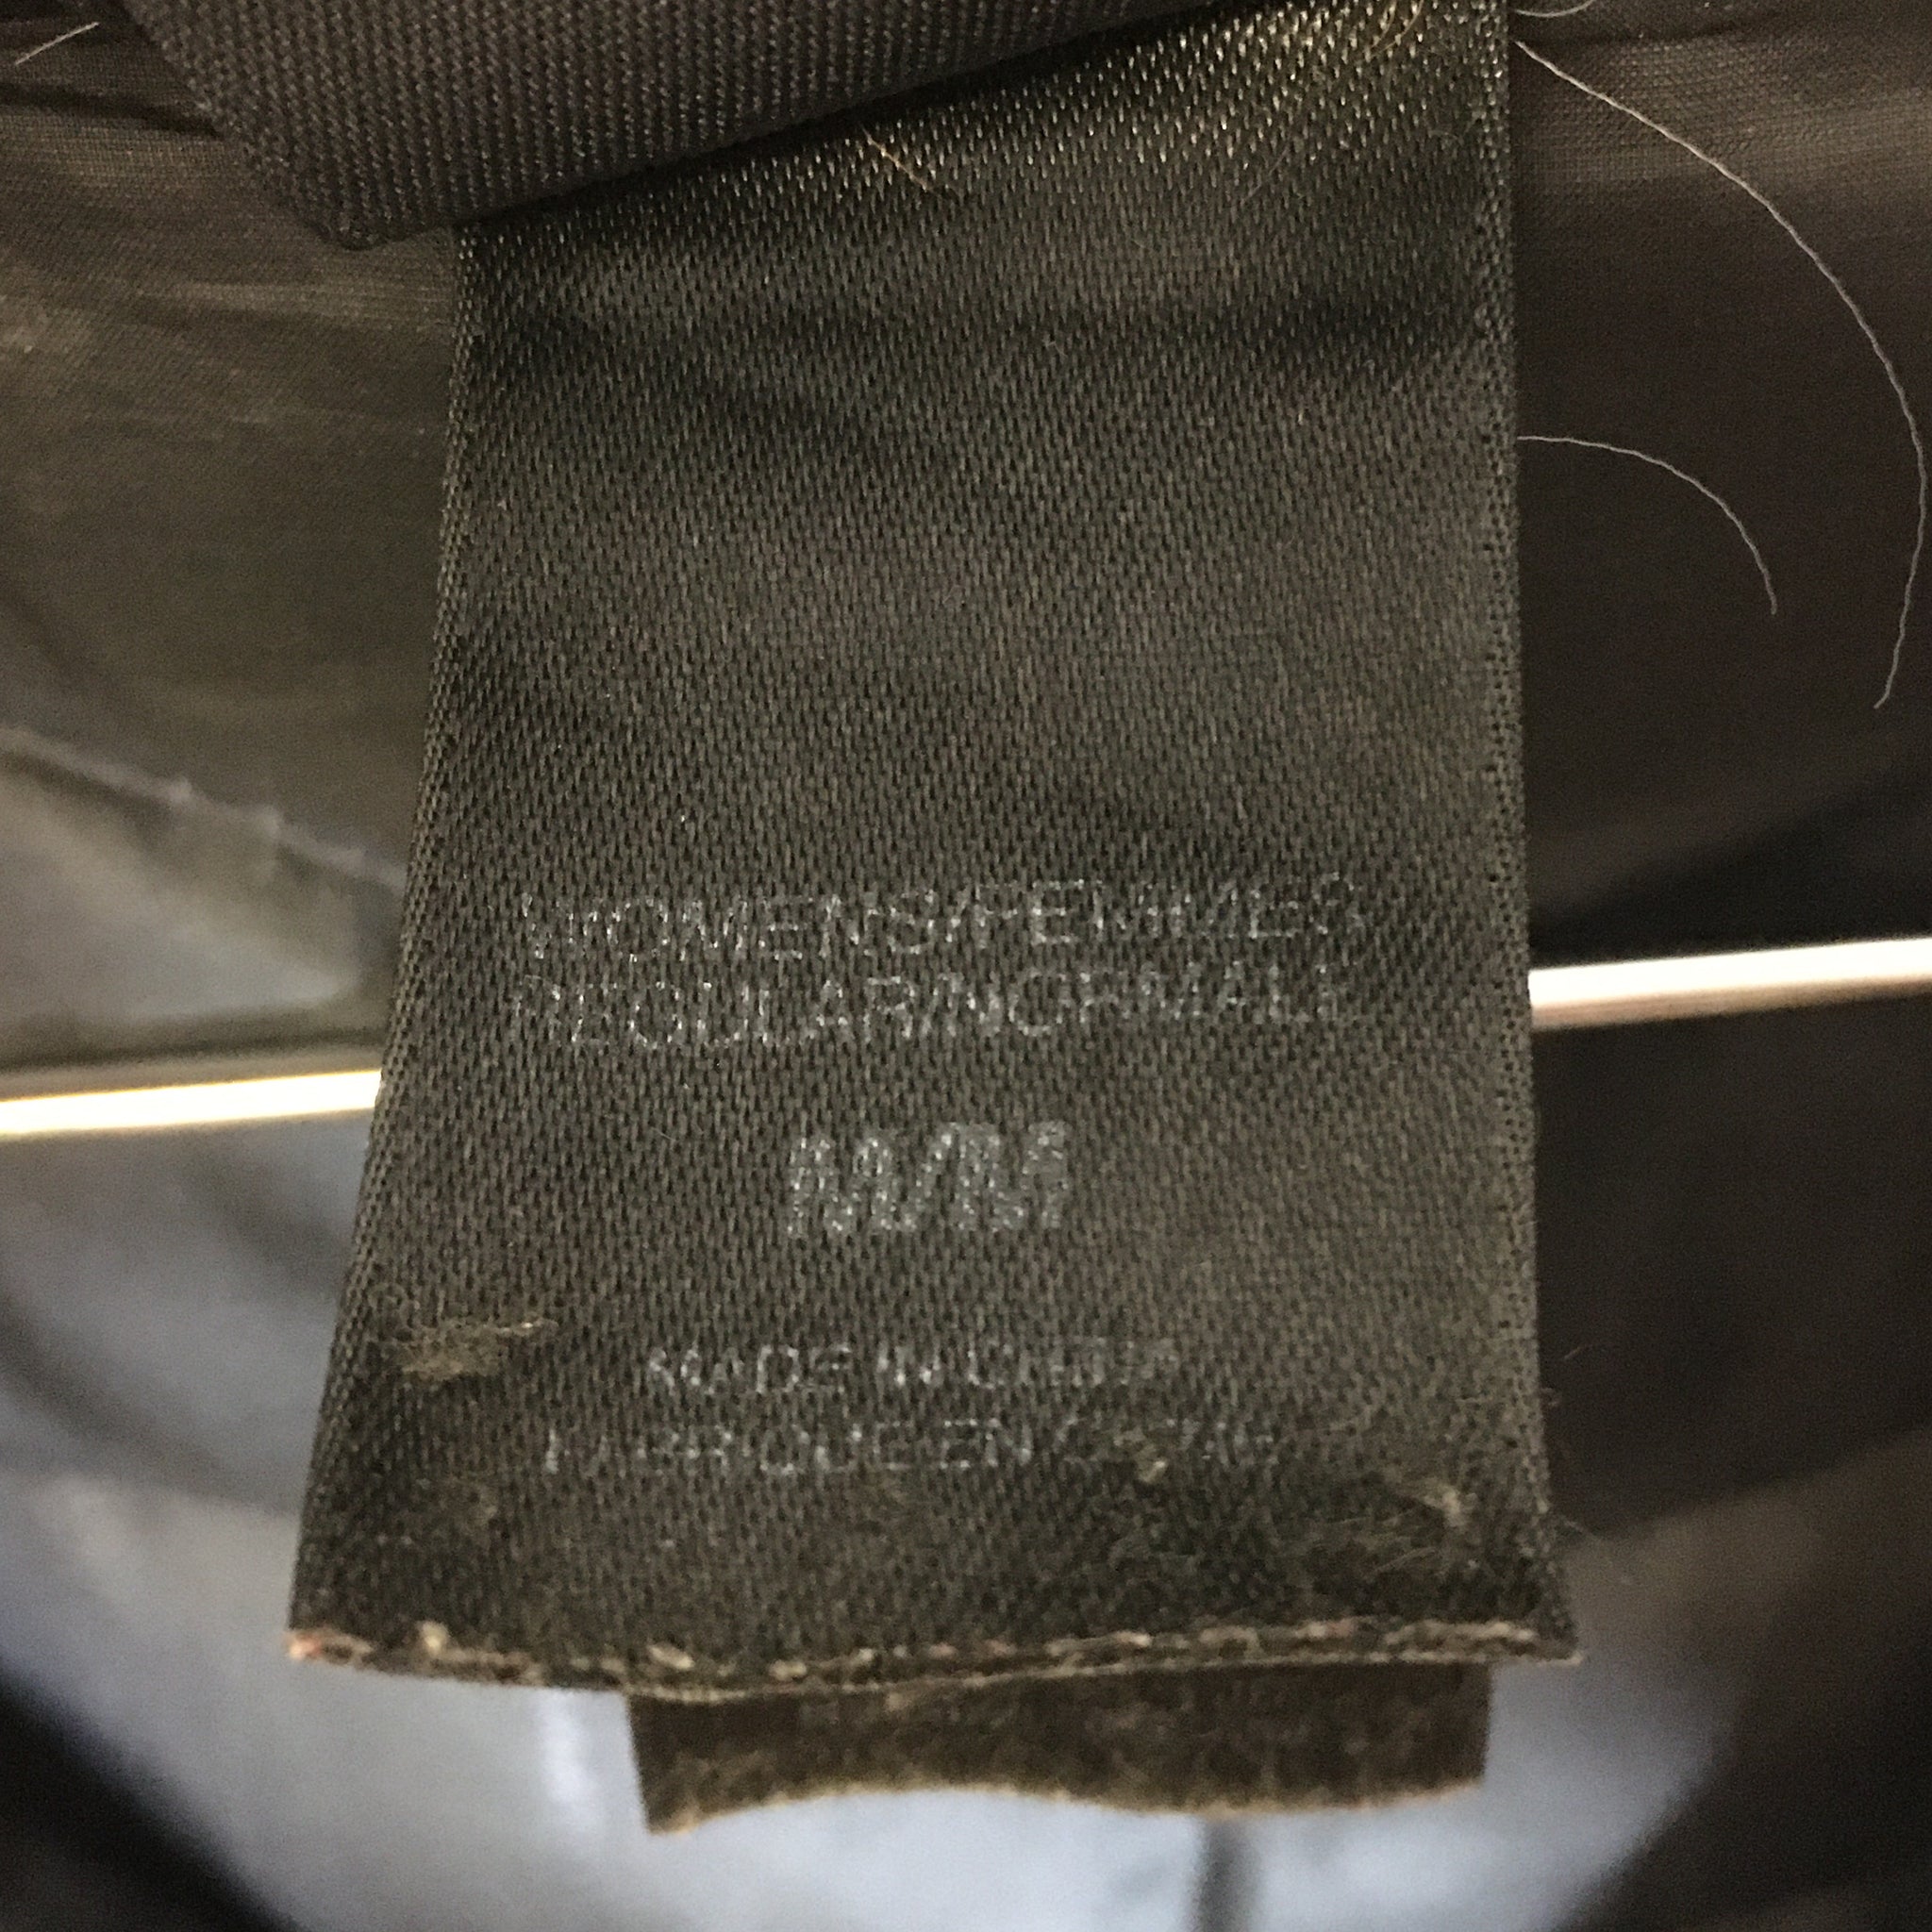 WOMENS/FEMMES
REGULAR/NORMALE
M/M
MADE IN CHINA
FABRIQUE EN CHINE